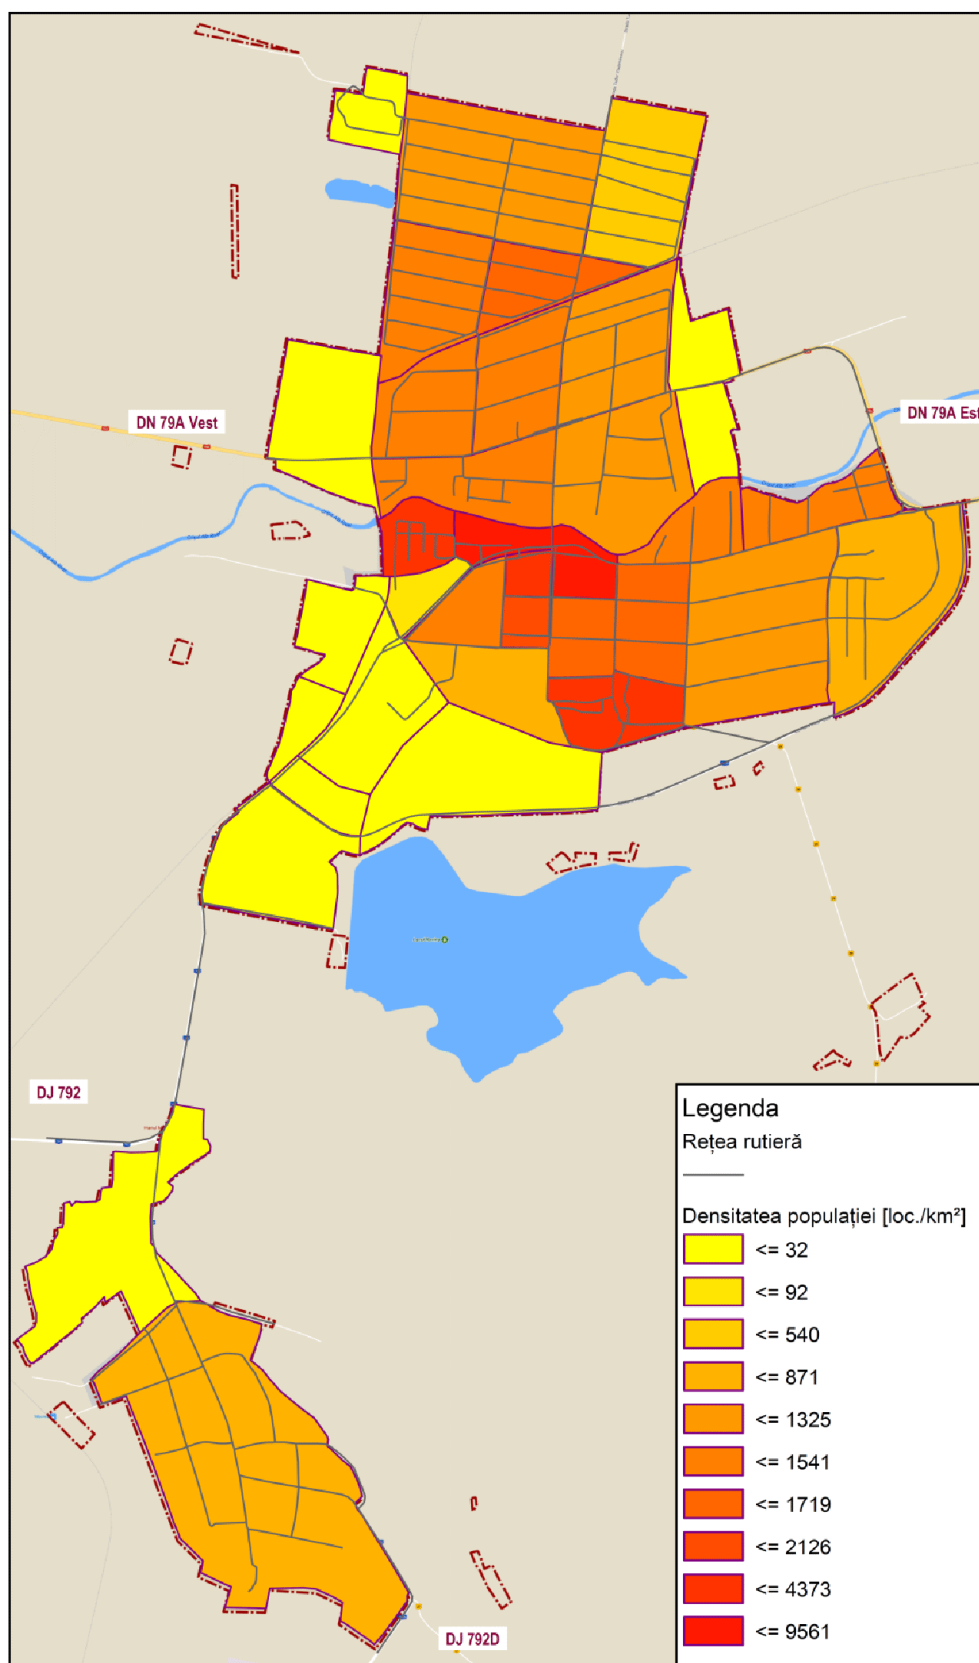 DN 79A Vest
DN 79A Est
DJ 792
DJ 792D
Legenda
Rețea rutieră
Densitatea populației [loc./km²]
<= 32
<= 92
<= 540
<= 871
<= 1325
<= 1541
<= 1719
<= 2126
<= 4373
<= 9561